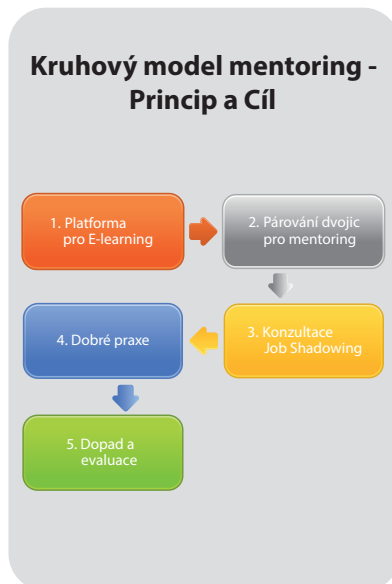 Kruhový model mentoring -
Princip a Cíl
1. Platforma
pro E-learning
2. Párování dvojic
pro mentoring
3. Konzultace
Job Shadowing
4. Dobré praxe
5. Dopad a
evaluace